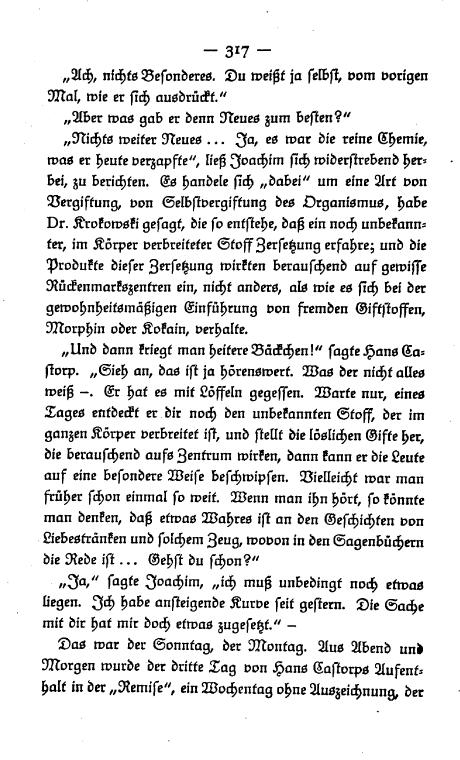 — 317 —
„Ach, nichts Besonderes. Du weißt ja selbst, vom vorigen
Mal, wie er sich ausdrückt.“
„Aber was gab er denn Neues zum besten?“
„Nichts weiter Neues ... Ja, es war die reine Chemie,
was er heute verzapfte“, ließ Joachim sich widerstrebend her-
bei, zu berichten. Es handele sich „dabei“ um eine Art von
Vergiftung, von Selbstvergiftung des Organismus, habe
Dr. Krokowski gesagt, die so entstehe, daß ein noch unbekann-
ter, im Körper verbreiteter Stoff Zersetzung erfahre; und die
Produkte dieser Zersetzung wirkten berauschend auf gewisse
Rückenmarkszentren ein, nicht anders, als wie es sich bei der
gewohnheitsmäßigen Einführung von fremden Giftstoffen,
Morphin oder Kokain, verhalte.
„Und dann kriegt man heitere Bäckchen!“ sagte Hans Ca-
storp. „Sieh an, das ist ja hörenswert. Was der nicht alles
weiß –. Er hat es mit Löffeln gegessen. Warte nur, eines
Tages entdeckt er dir noch den unbekannten Stoff, der im
ganzen Körper verbreitet ist, und stellt die löslichen Gifte her,
die berauschend aufs Zentrum wirken, dann kann er die Leute
auf eine besondere Weise beschwipsen. Vielleicht war man
früher schon einmal so weit. Wenn man ihn hört, so könnte
man denken, daß etwas Wahres ist an den Geschichten von
Liebestränken und solchem Zeug, wovon in den Sagenbüchern
die Rede ist ... Gehst du schon?“
„Ja,“ sagte Joachim, „ich muß unbedingt noch etwas
liegen. Ich habe ansteigende Kurve seit gestern. Die Sache
mit dir hat mir doch etwas zugesetzt.“ –
Das war der Sonntag, der Montag. Aus Abend und
Morgen wurde der dritte Tag von Hans Castorps Aufent-
halt in der „Remise“, ein Wochentag ohne Auszeichnung, der